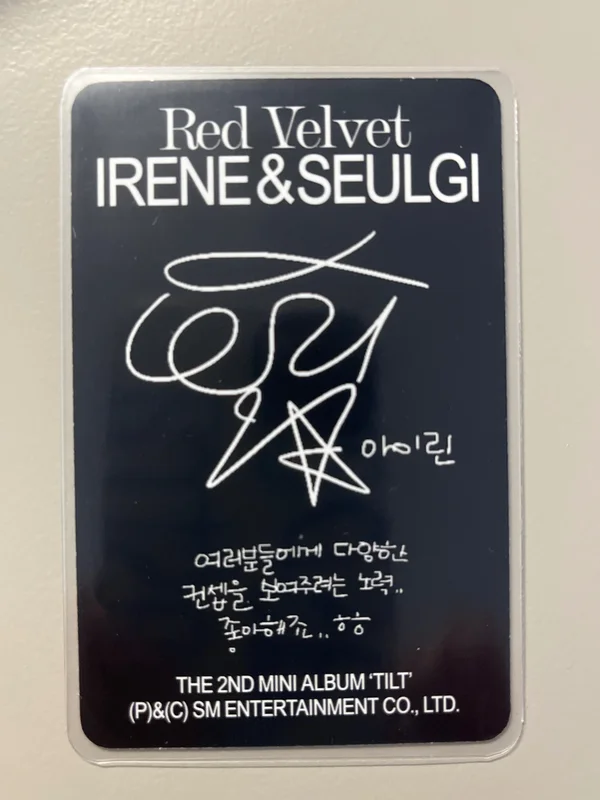 Red Velvet
IRENE & SEULGI
아이린
여러분들에게 다양한
컨셉을 보여주려는 노력..
좋아해죠.. ㅎㅎ
THE 2ND MINI ALBUM ‘TILT’
(P)&(C) SM ENTERTAINMENT CO., LTD.